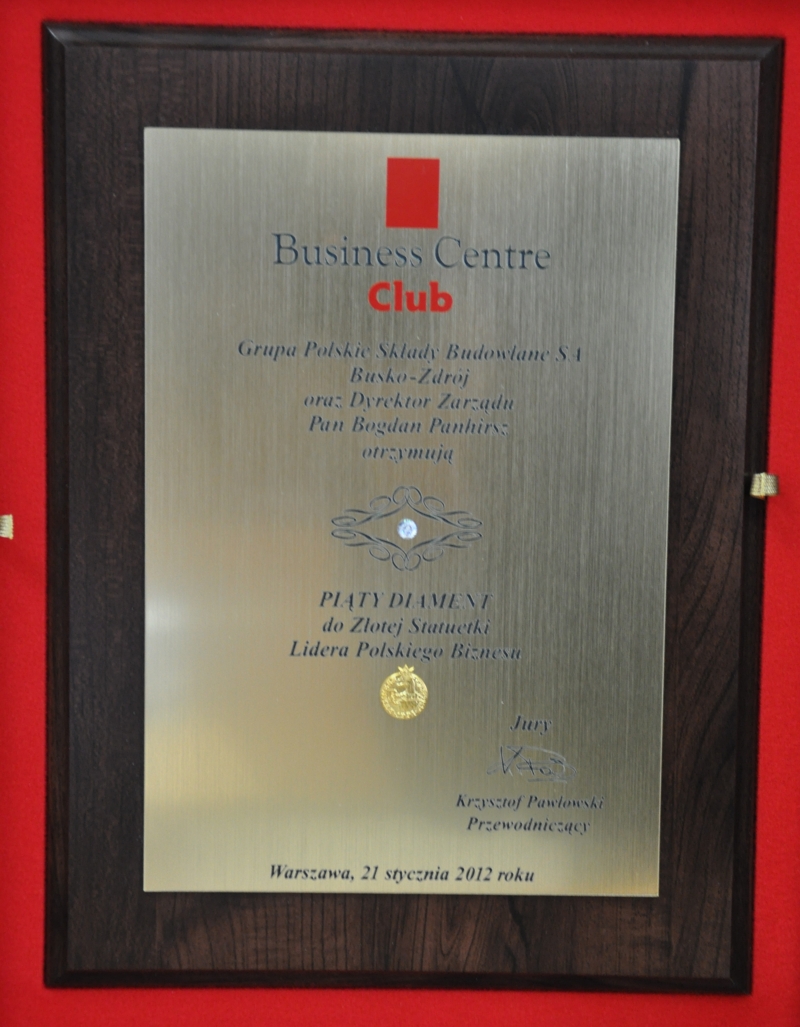 Business Centre
Club
Grupa Polskie Składy Budowlane SA
Busko-Zdrój
oraz Dyrektor Zarządu
Pan Bogdan Panhirsz
otrzymują
PIĄTY DIAMENT
do Złotej Statuetki
Lidera Polskiego Biznesu
Jury
Krzysztof Pawłowski
Przewodniczący
Warszawa, 21 stycznia 2012 roku